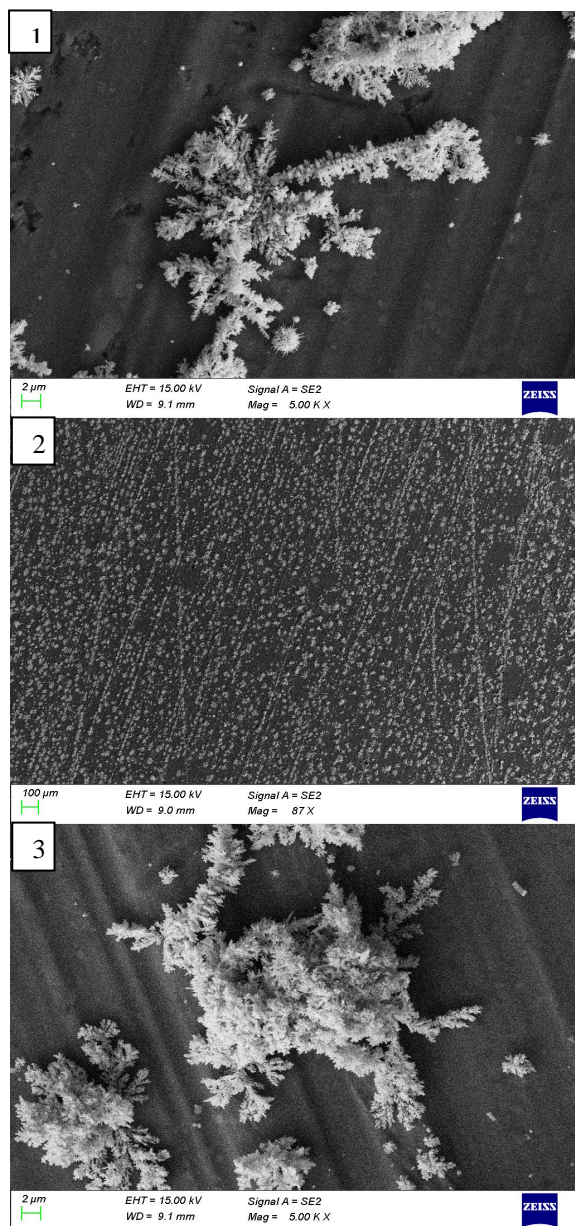 1
2 µm
EHT = 15.00 kV
Signal A = SE2
WD = 9.1 mm
Mag = 5.00 K X
ZEISS
2
100 µm
EHT = 15.00 kV
Signal A = SE2
WD = 9.0 mm
Mag = 87 X
ZEISS
3
2 µm
EHT = 15.00 kV
Signal A = SE2
WD = 9.1 mm
Mag = 5.00 K X
ZEISS